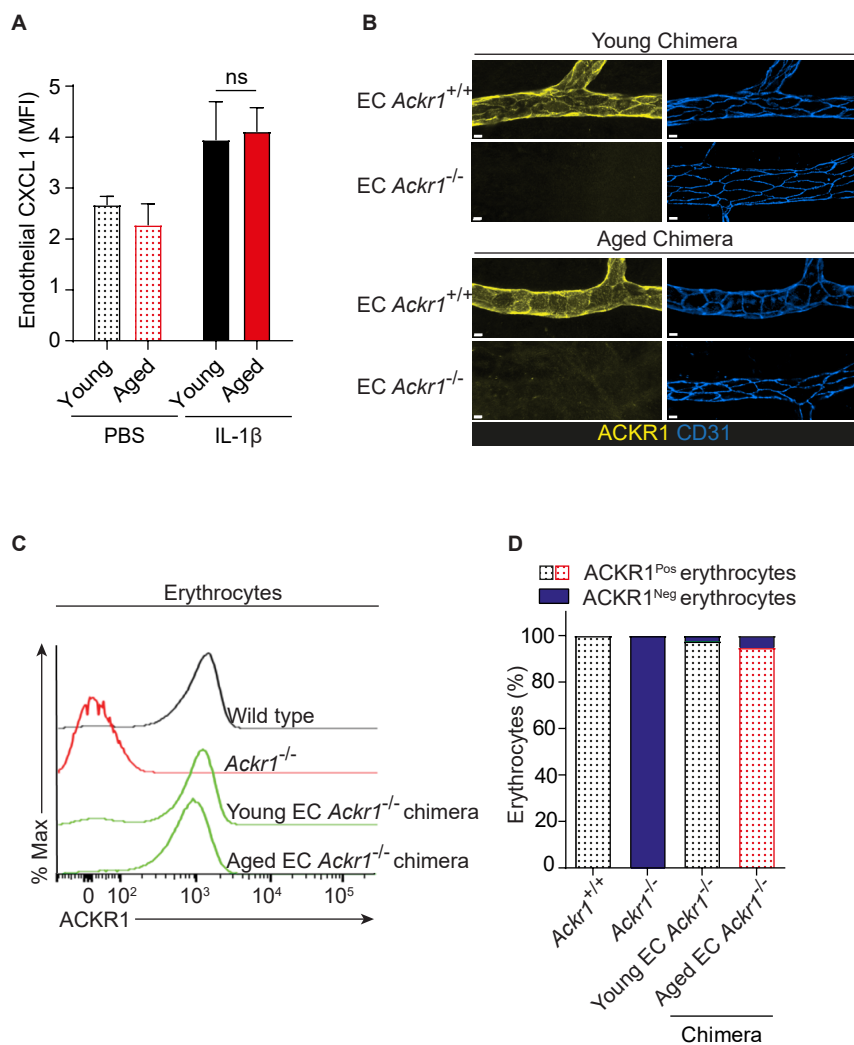 A
Endothelial CXCL1 (MFI)
5
4
3
2
1
0
ns
Young
Aged
Young
Aged
PBS
IL-1β
B
Young Chimera
EC Ackr1+/+
EC Ackr1-/-
Aged Chimera
EC Ackr1+/+
EC Ackr1-/-
ACKR1 CD31
C
Erythrocytes
% Max
Wild type
Ackr1-/-
Young EC Ackr1-/- chimera
Aged EC Ackr1-/- chimera
0 10² 10³ 10⁴ 10⁵
ACKR1
D
ACKR1Pos erythrocytes
ACKR1Neg erythrocytes
Erythrocytes (%)
100
80
60
40
20
0
Ackr1+/+
Ackr1-/-
Young EC Ackr1-/-
Aged EC Ackr1-/-
Chimera